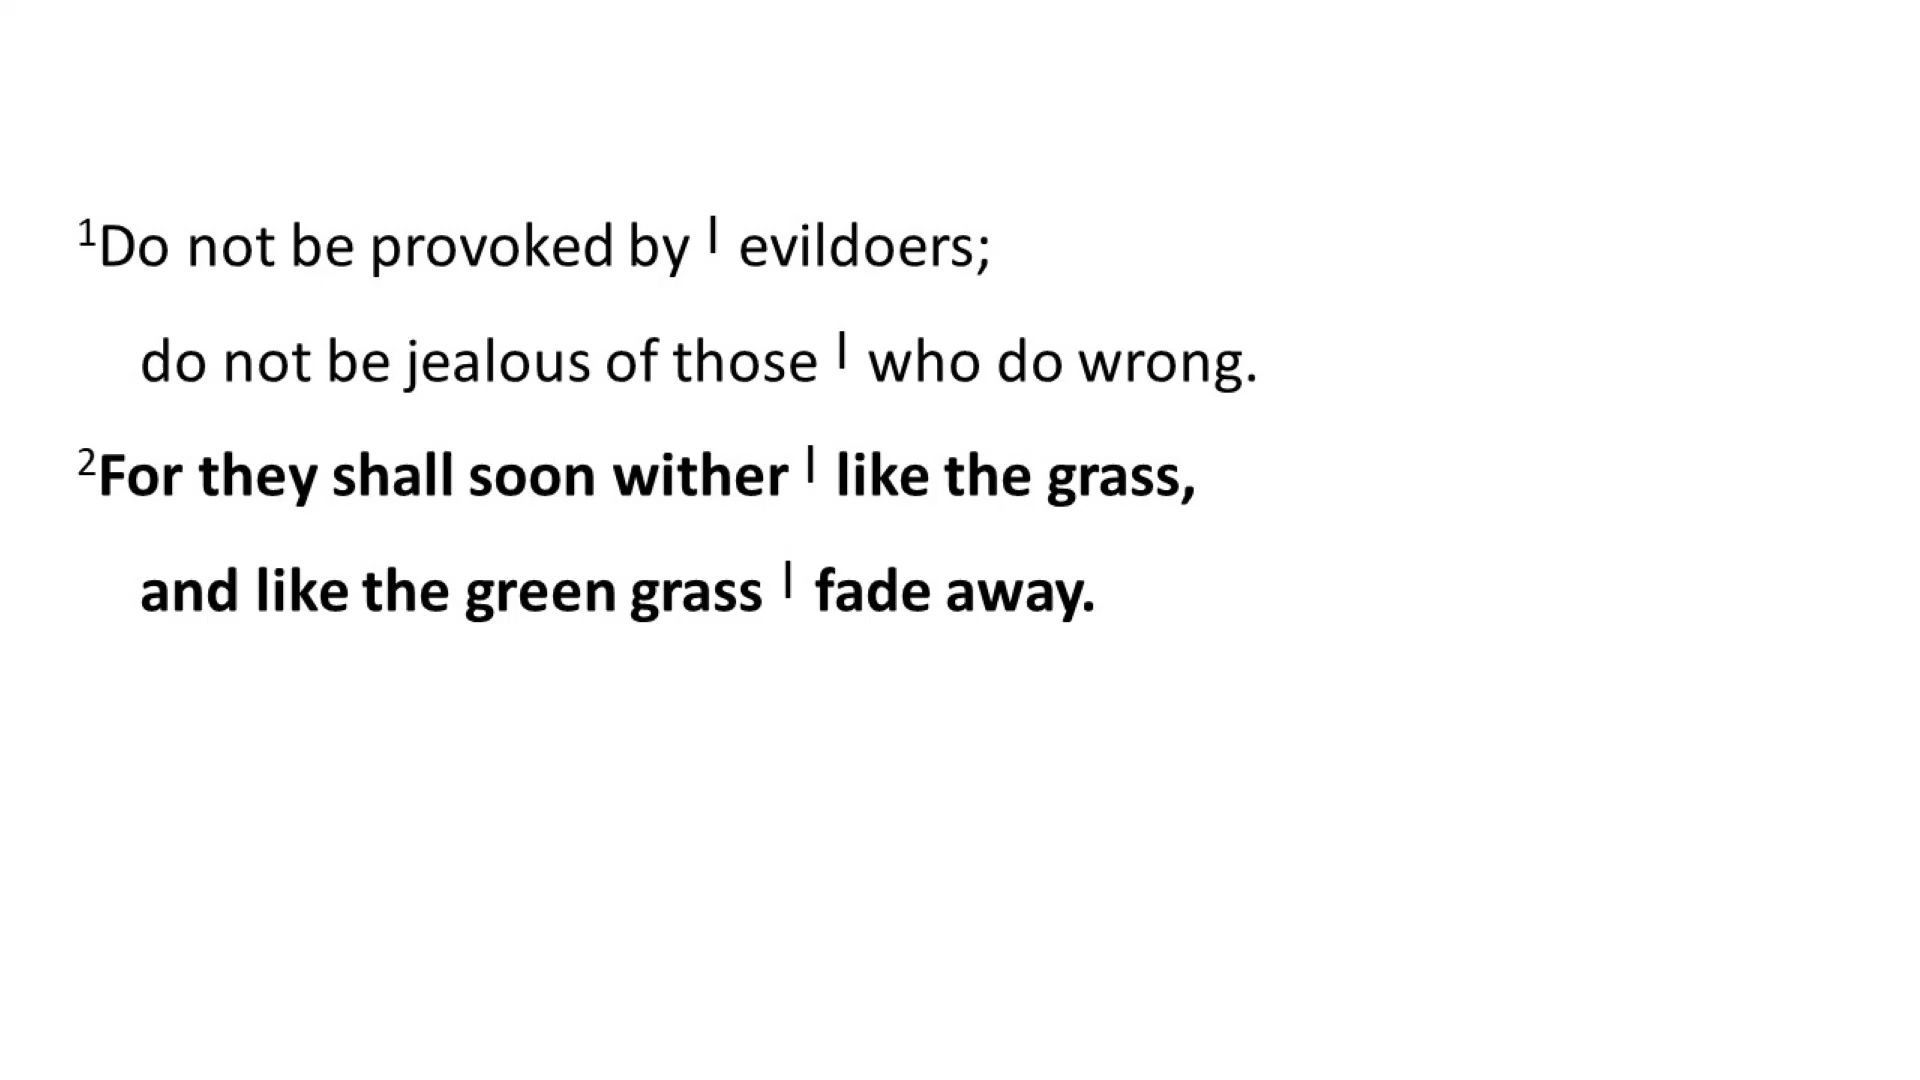 ¹Do not be provoked by ˈ evildoers;
do not be jealous of those ˈ who do wrong.
²For they shall soon wither ˈ like the grass,
and like the green grass ˈ fade away.